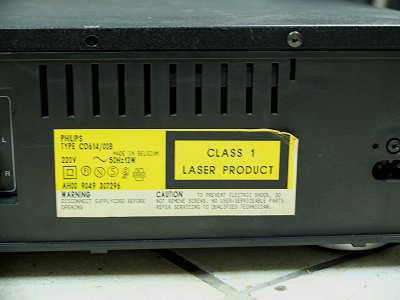 PHILIPS
TYPE CD614/00B
MADE IN BELGIUM
220V ~ 50Hz 12W
AH00 9049 307296
CLASS 1
LASER PRODUCT
WARNING
DISCONNECT SUPPLYCORD BEFORE
OPENING
CAUTION TO PREVENT ELECTRIC SHOCK, DO
NOT REMOVE SCREWS. NO USER-SERVICEABLE PARTS.
REFER SERVICING TO QUALIFIED TECHNICIAN.
L
R